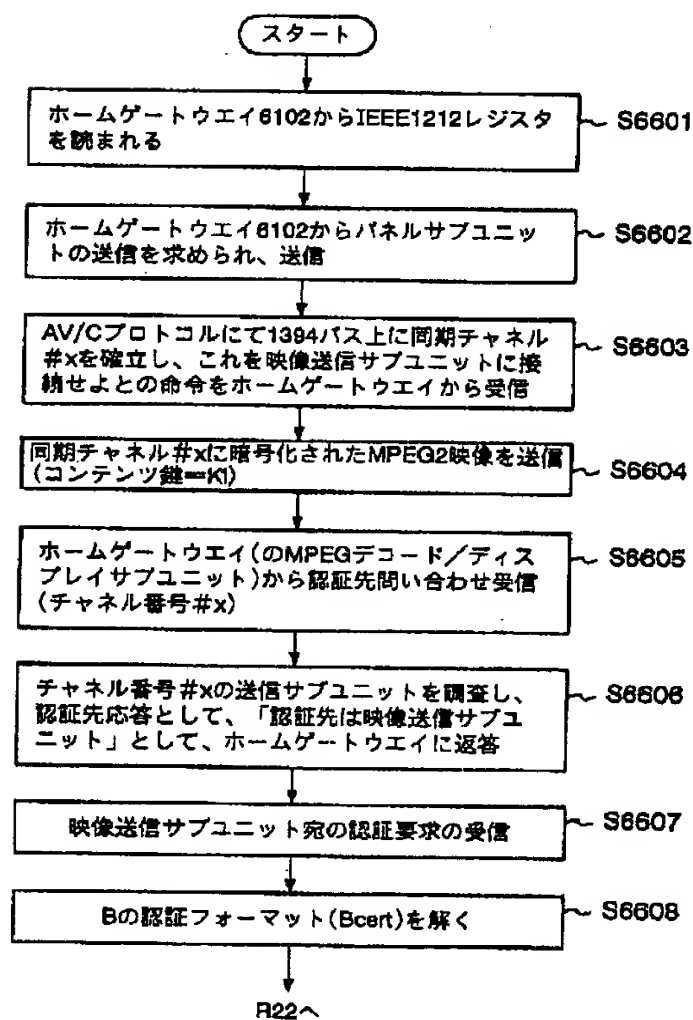 スタート
ホームゲートウエイ6102からIEEE1212レジスタ
を読まれる
S6601
ホームゲートウエイ6102からパネルサブユニッ
トの送信を求められ、送信
S6602
AV/Cプロトコルにて1394バス上に同期チャネル
#xを確立し、これを映像送信サブユニットに接
続せよとの命令をホームゲートウエイから受信
S6603
同期チャネル#xに暗号化されたMPEG2映像を送信
(コンテンツ鍵=K1)
S6604
ホームゲートウエイ(のMPEGデコード/ディス
プレイサブユニット)から認証先問い合わせ受信
(チャネル番号#x)
S6605
チャネル番号#xの送信サブユニットを調査し、
認証先応答として、「認証先は映像送信サブユ
ニット」として、ホームゲートウエイに返答
S6606
映像送信サブユニット宛の認証要求の受信
S6607
Bの認証フォーマット(Bcert)を解く
S6608
R22へ